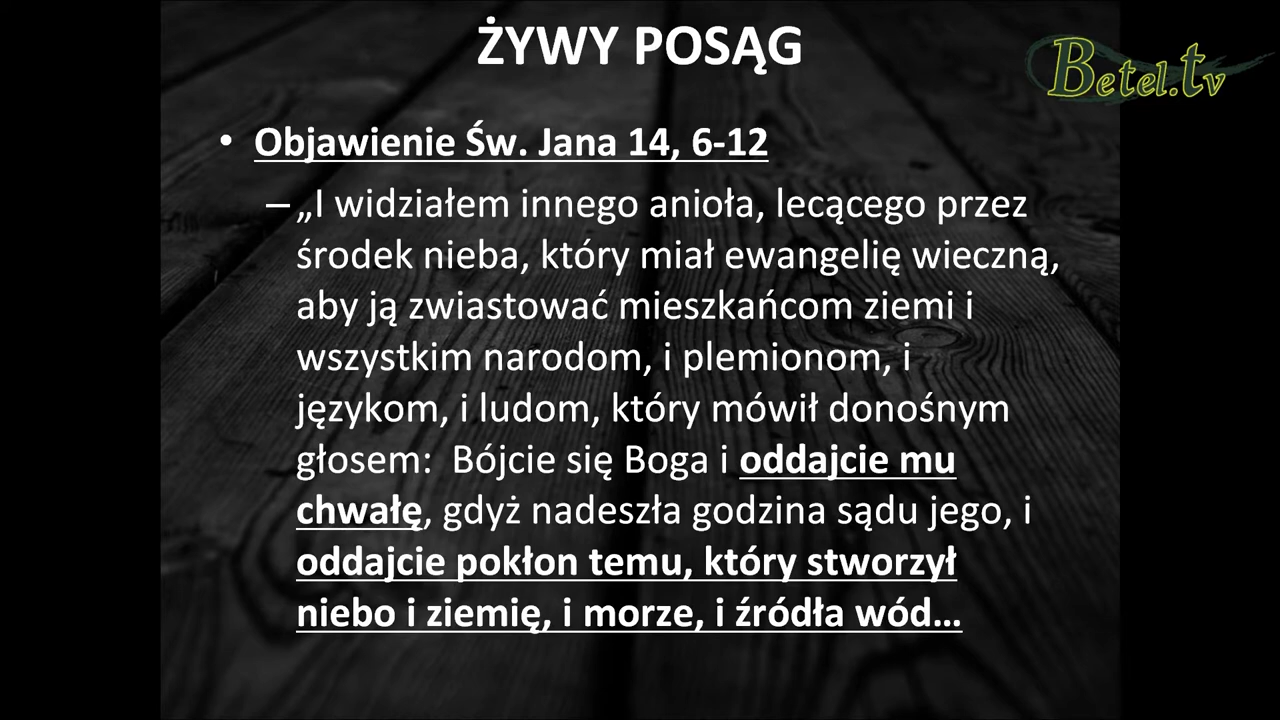 ŻYWY POSĄG
Betel.tv
• Objawienie Św. Jana 14, 6-12
– „I widziałem innego anioła, lecącego przez
środek nieba, który miał ewangelię wieczną,
aby ją zwiastować mieszkańcom ziemi i
wszystkim narodom, i plemionom, i
językom, i ludom, który mówił donośnym
głosem:  Bójcie się Boga i oddajcie mu
chwałę, gdyż nadeszła godzina sądu jego, i
oddajcie pokłon temu, który stworzył
niebo i ziemię, i morze, i źródła wód…